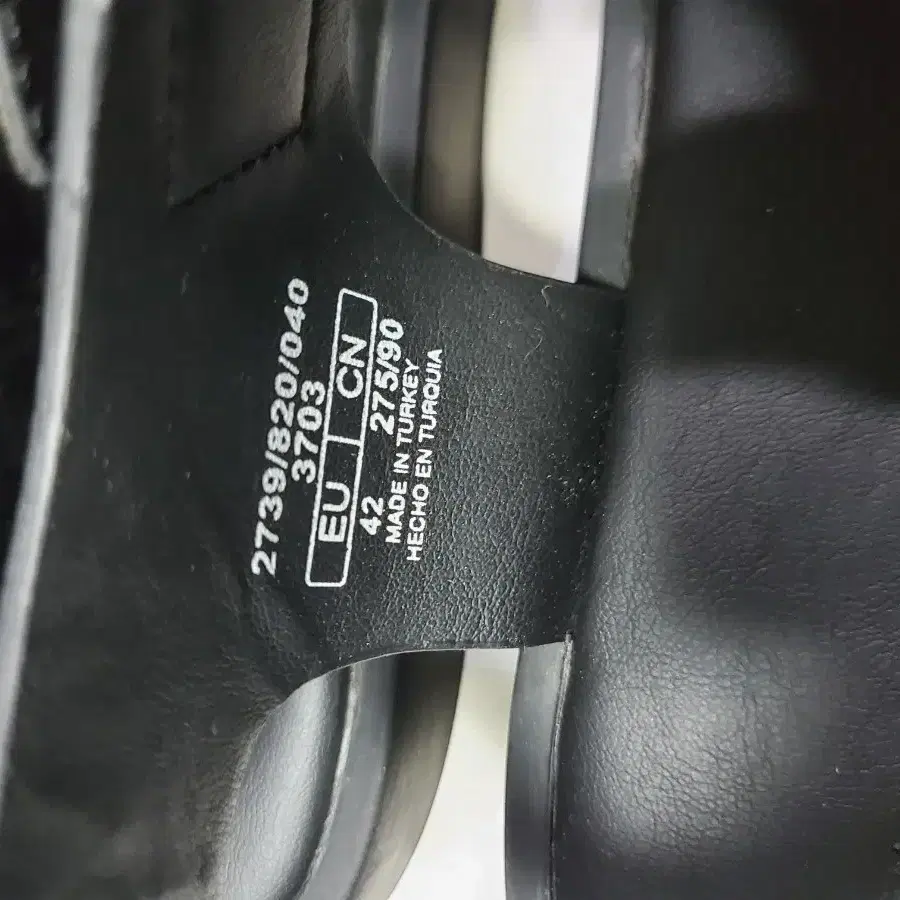 2739/820/040
3703
EU CN
42 275/90
MADE IN TURKEY
HECHO EN TURQUIA